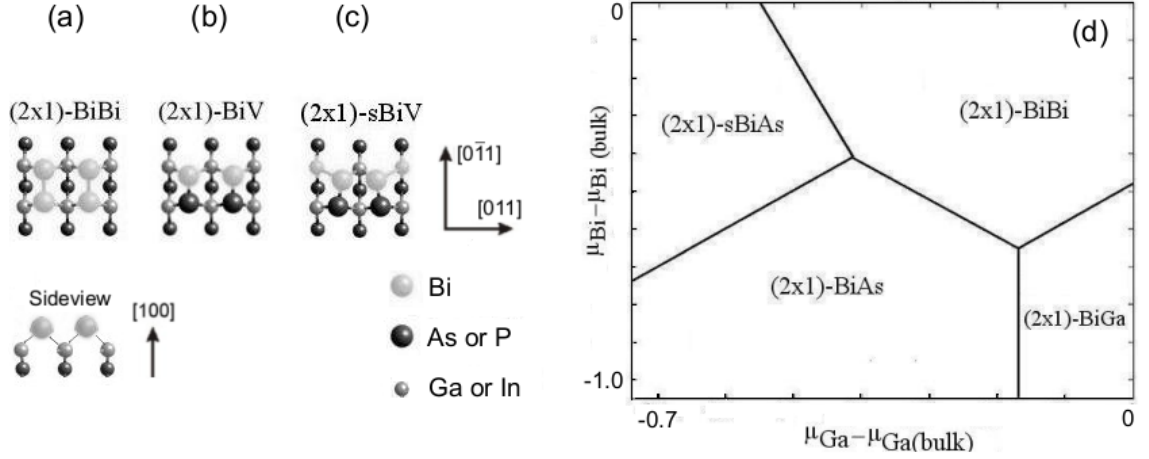 (a)
(b)
(c)
(2x1)-BiBi
(2x1)-BiV
(2x1)-sBiV
[01̄1]
[011]
Sideview
[100]
Bi
As or P
Ga or In
(d)
0
(2x1)-sBiAs
(2x1)-BiBi
μBi−μBi (bulk)
(2x1)-BiAs
(2x1)-BiGa
-1.0
-0.7
0
μGa−μGa(bulk)